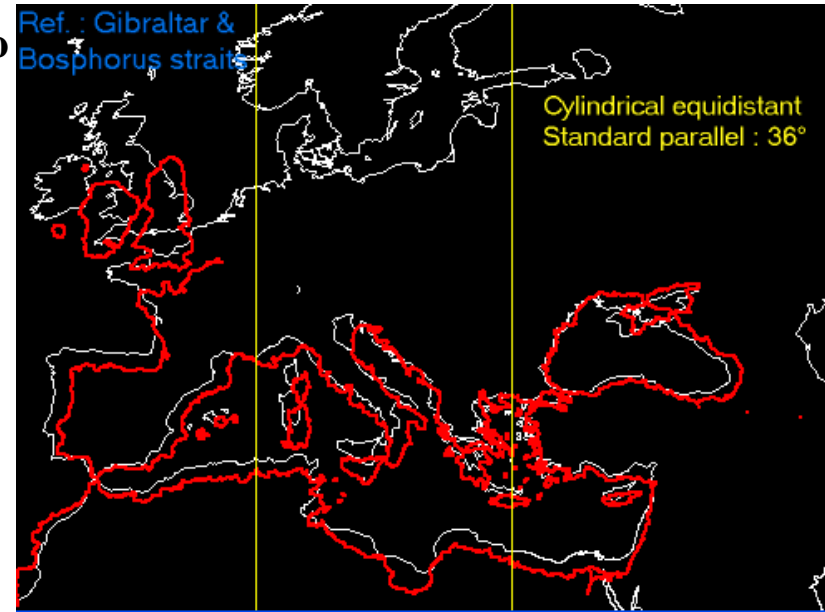 Ref. : Gibraltar &
Bosphorus straits
Cylindrical equidistant
Standard parallel : 36°